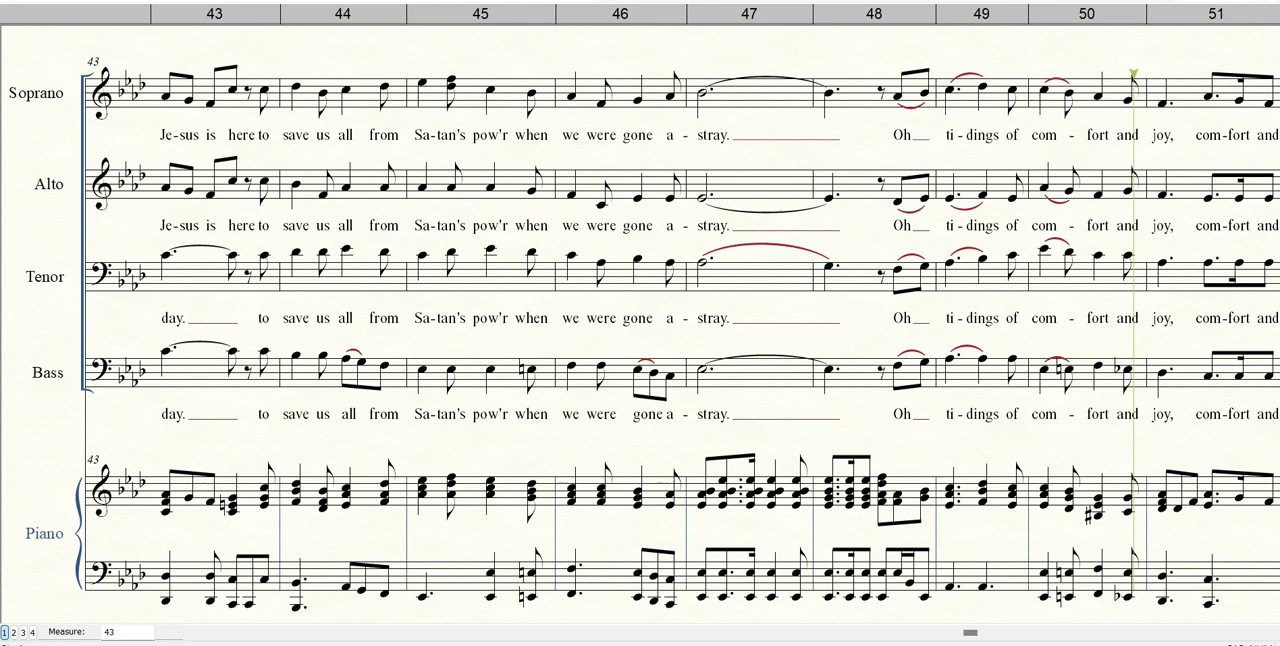 43 44 45 46 47 48 49 50 51
43
Soprano
Je-sus is here to save us all from Sa-tan's pow'r when we were gone a - stray. Oh ti - dings of com - fort and joy, com-fort and
Alto
Je-sus is here to save us all from Sa-tan's pow'r when we were gone a - stray. Oh ti - dings of com - fort and joy, com-fort and
Tenor
day. to save us all from Sa-tan's pow'r when we were gone a - stray. Oh ti - dings of com - fort and joy, com-fort and
Bass
day. to save us all from Sa-tan's pow'r when we were gone a - stray. Oh ti - dings of com - fort and joy, com-fort and
43
Piano
1 2 3 4 Measure: 43